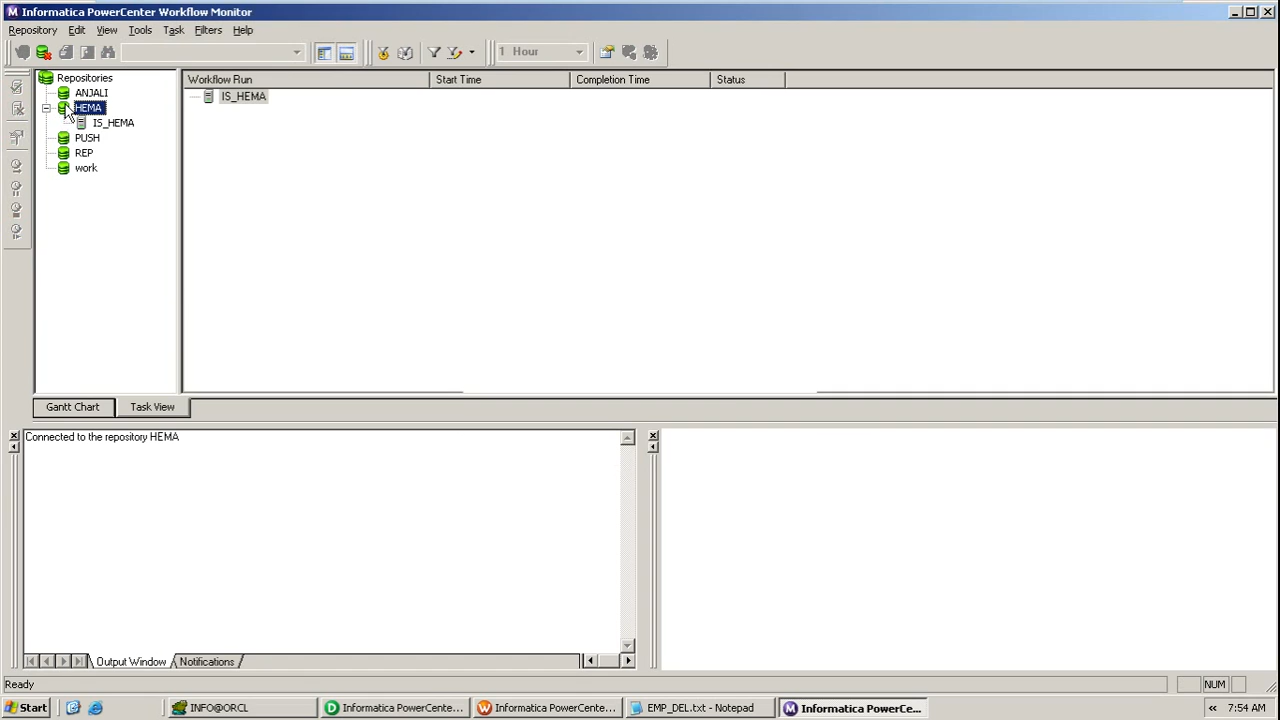 Informatica PowerCenter Workflow Monitor
Repository Edit View Tools Task Filters Help
1 Hour
Repositories
ANJALI
HEMA
IS_HEMA
PUSH
REP
work
Workflow Run Start Time Completion Time Status
IS_HEMA
Gantt Chart Task View
Connected to the repository HEMA
Output Window Notifications
Ready NUM
Start INFO@ORCL Informatica PowerCente... Informatica PowerCente... EMP_DEL.txt - Notepad Informatica PowerCe... 7:54 AM